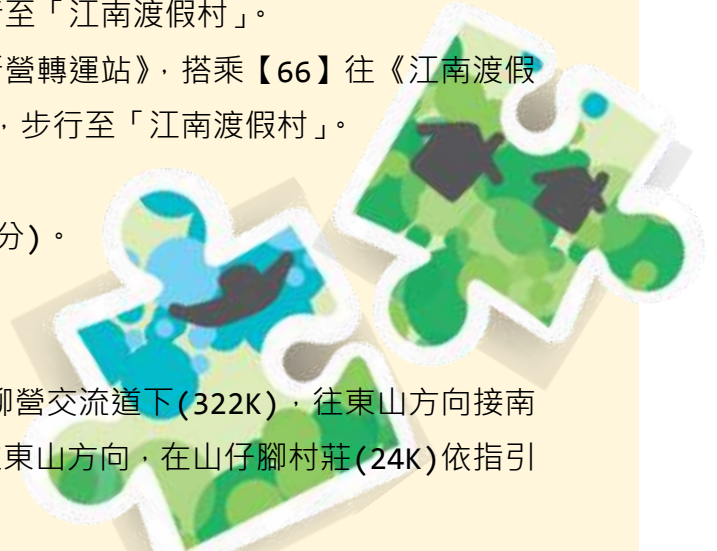 至「江南渡假村」。
營轉運站》，搭乘【66】往《江南渡假
，步行至「江南渡假村」。
分)。
柳營交流道下(322K)，往東山方向接南
東山方向，在山仔腳村莊(24K)依指引